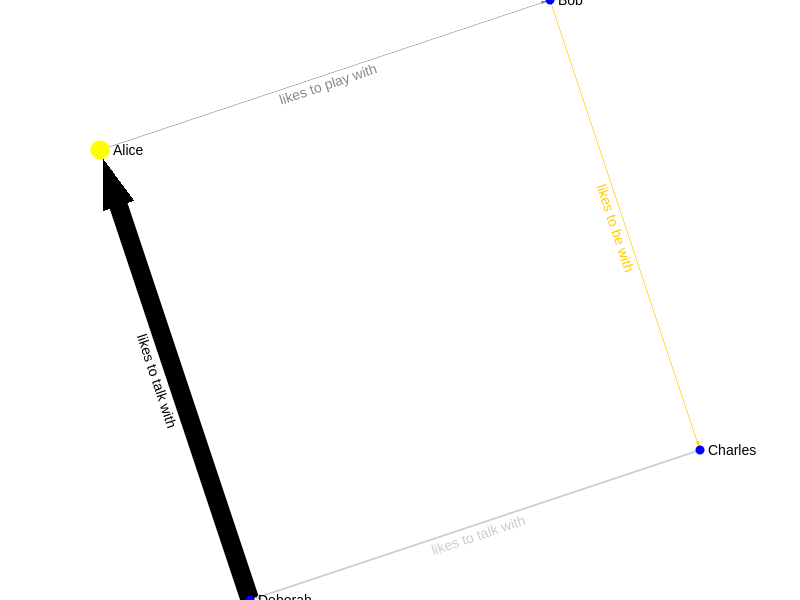 Bob
likes to play with
Alice
likes to be with
likes to talk with
Charles
likes to talk with
Deborah